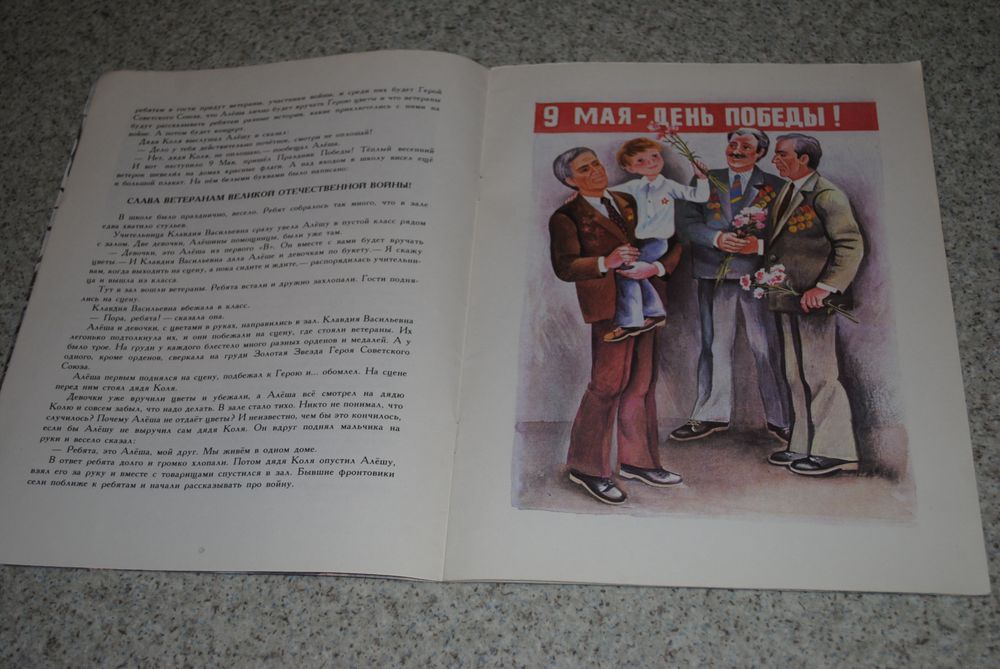 ребятам в гости придут ветераны, участники войны, и среди них будет Герой
Советского Союза, что Алёша лично будет вручать Герою цветы и что ветераны
будут рассказывать ребятам разные истории, какие приключились с ними на
войне. А потом будет концерт.
Дядя Коля выслушал Алёшу и сказал:
— Дело у тебя действительно почётное, смотри не оплошай!
— Нет, дядя Коля, не оплошаю,— пообещал Алёша.
И вот наступило 9 Мая, пришёл Праздник Победы! Тёплый весенний
ветерок шевелил на домах красные флаги. А над входом в школу висел ещё
и большой плакат. На нём белыми буквами было написано:
СЛАВА ВЕТЕРАНАМ ВЕЛИКОЙ ОТЕЧЕСТВЕННОЙ ВОЙНЫ!
В школе было празднично, весело. Ребят собралось так много, что в зале
едва хватило стульев.
Учительница Клавдия Васильевна сразу увела Алёшу в пустой класс рядом
с залом. Две девочки, Алёшины помощницы, были уже там.
— Девочки, это Алёша из первого «В». Он вместе с вами будет вручать
цветы.— И Клавдия Васильевна дала Алёше и девочкам по букету.— Я скажу
вам, когда выходить на сцену, а пока сидите и ждите,— распорядилась учительни-
ца и вышла из класса.
Тут в зал вошли ветераны. Ребята встали и дружно захлопали. Гости подня-
лись на сцену.
Клавдия Васильевна вбежала в класс.
— Пора, ребята! — сказала она.
Алёша и девочки, с цветами в руках, направились в зал. Клавдия Васильевна
легонько подтолкнула их, и они побежали на сцену, где стояли ветераны. Их
было трое. На груди у каждого блестело много разных орденов и медалей. А у
одного, кроме орденов, сверкала на груди Золотая Звезда Героя Советского
Союза.
Алёша первым поднялся на сцену, подбежал к Герою и... обомлел. На сцене
перед ним стоял дядя Коля.
Девочки уже вручили цветы и убежали, а Алёша всё смотрел на дядю
Колю и совсем забыл, что надо делать. В зале стало тихо. Никто не понимал, что
случилось? Почему Алёша не отдаёт цветы? И неизвестно, чем бы это кончилось,
если бы Алёшу не выручил сам дядя Коля. Он вдруг поднял мальчика на
руки и весело сказал:
— Ребята, это Алёша, мой друг. Мы живём в одном доме.
В ответ ребята долго и громко хлопали. Потом дядя Коля опустил Алёшу,
взял его за руку и вместе с товарищами спустился в зал. Бывшие фронтовики
сели поближе к ребятам и начали рассказывать про войну.
9 МАЯ - ДЕНЬ ПОБЕДЫ!